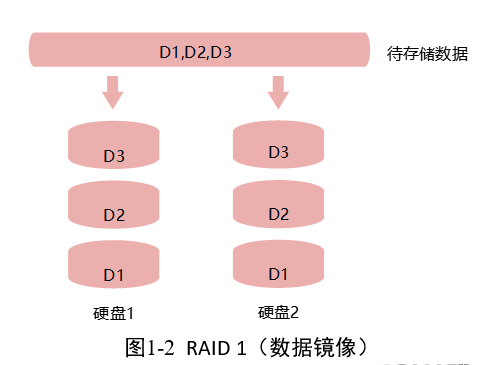 D1,D2,D3 待存储数据
D3 D3
D2 D2
D1 D1
硬盘1 硬盘2
图1-2 RAID 1（数据镜像）